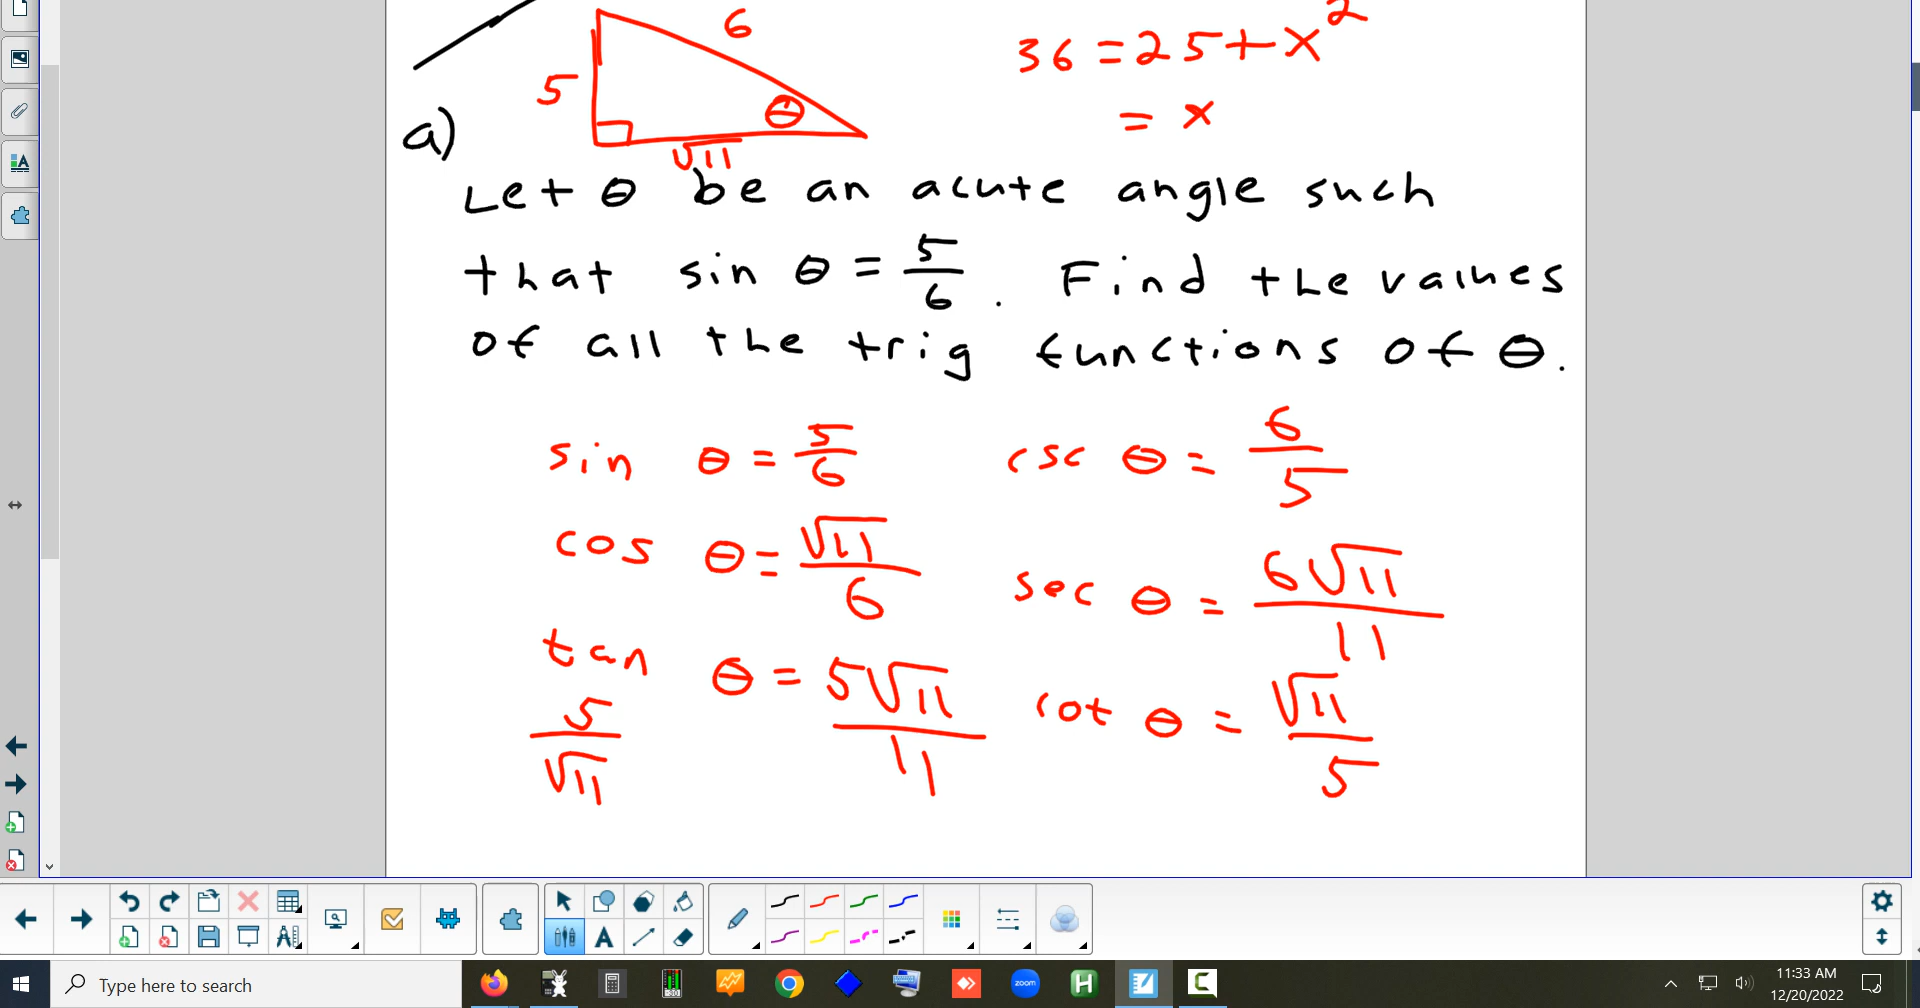 6
36 = 25 + x²
5
θ
= x
a)
√11
Let θ be an acute angle such
that sin θ = 5/6 . Find the values
of all the trig functions of θ.
sin θ = 5/6
csc θ = 6/5
cos θ = √11/6
sec θ = 6√11/11
tan θ = 5√11/11
cot θ = √11/5
5/√11
A
Type here to search
zoom
H
C
11:33 AM
12/20/2022